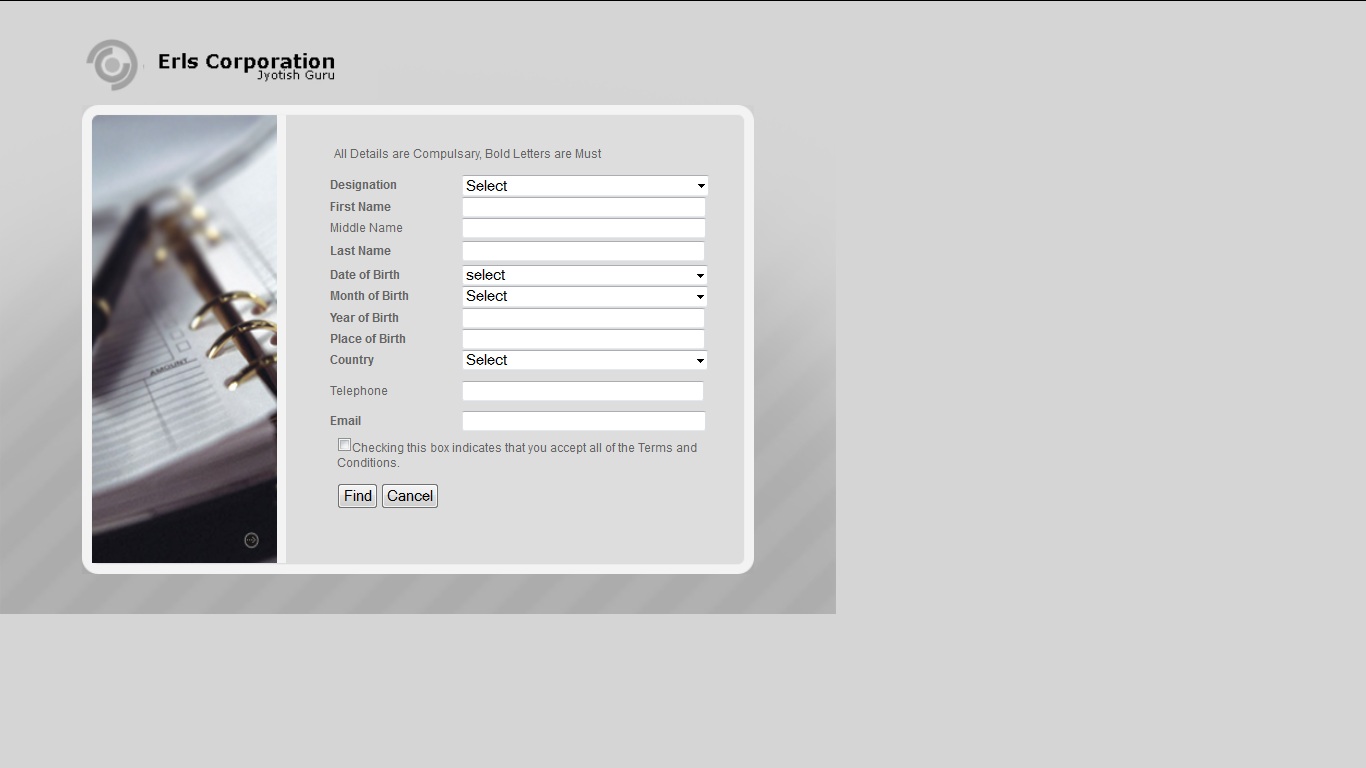 Erls Corporation
Jyotish Guru
All Details are Compulsary, Bold Letters are Must
Designation Select
First Name
Middle Name
Last Name
Date of Birth select
Month of Birth Select
Year of Birth
Place of Birth
Country Select
Telephone
Email
Checking this box indicates that you accept all of the Terms and
Conditions.
Find Cancel
AMOUNT